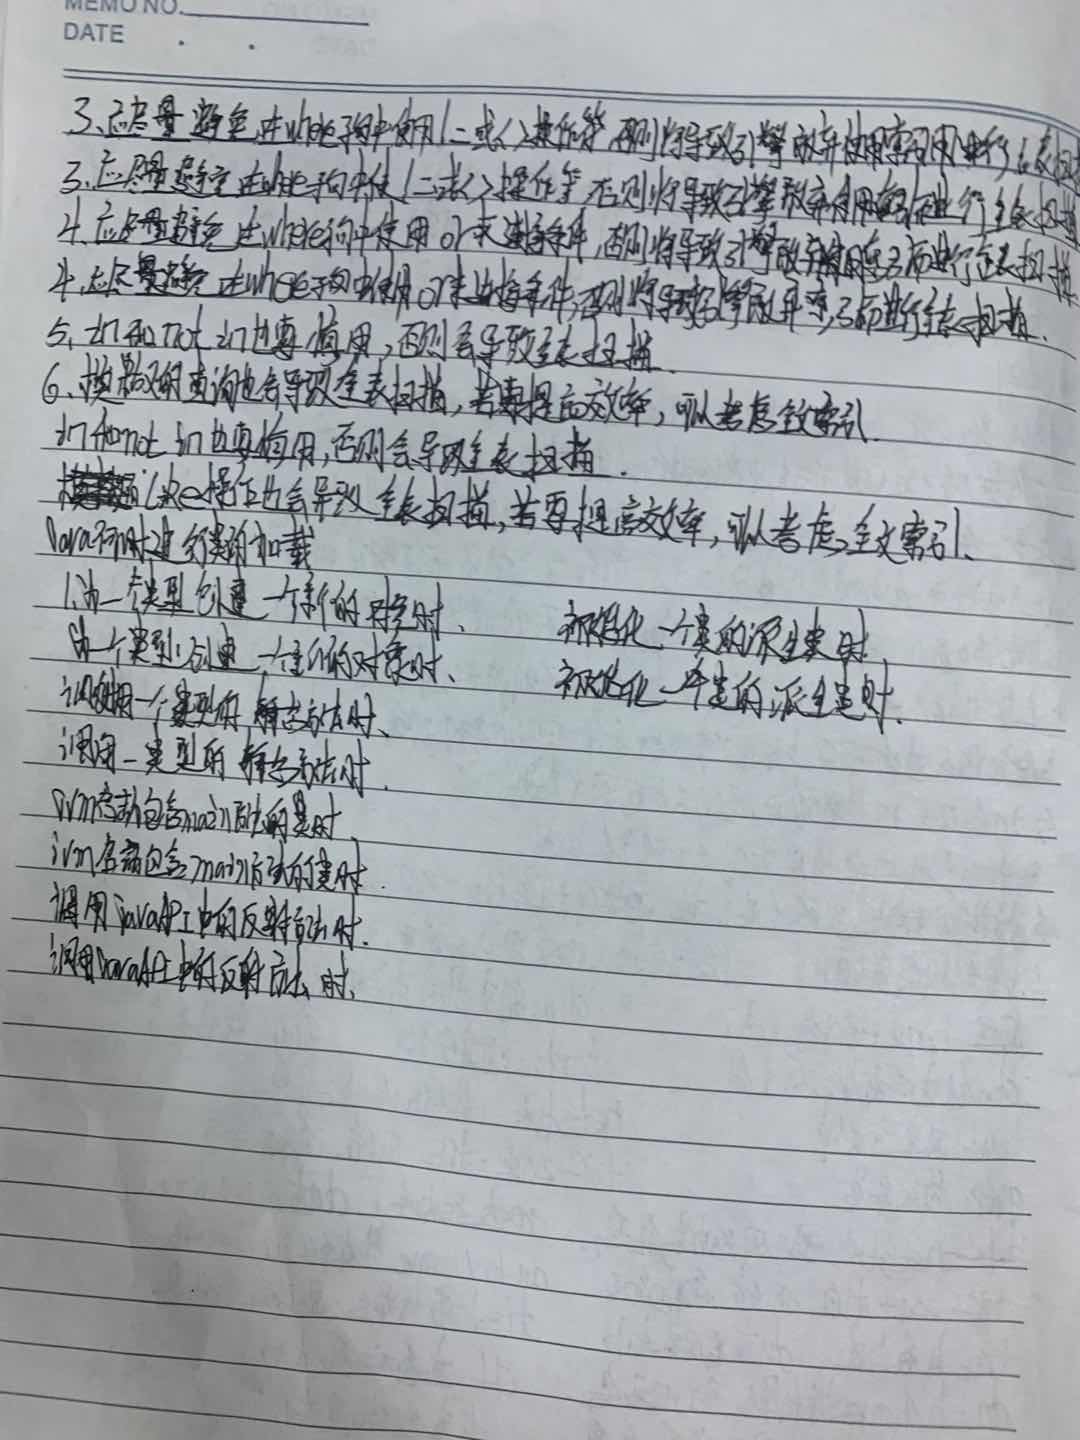 MEMO NO.
DATE . .
3、应尽量避免在where子句中使用!=或<>操作符 否则将导致引擎放弃使用索引而进行全表扫描
3、应尽量避免在where子句中使!=或<>操作符 否则将导致引擎放弃使用索引进行全表扫描
4、应尽量避免在where子句中使用or来连接条件,否则将导致引擎放弃使用索引而进行全表扫描
4、应尽量避免在where子句中使用or来连接条件,否则将导致引擎放弃索引而进行全表扫描.
5、in和not in也要慎用,否则会导致全表扫描.
6、模糊的查询也会导致全表扫描,若要提高效率,可以考虑全文索引.
in和not in也要慎用,否则会导致全表扫描.
like操作也会导致全表扫描,若要提高效率,可以考虑全文索引.
Java何时进行类的加载
1.为一个类型创建一个新的对象时、 初始化一个类的派生类时.
为一个类型创建一个新的对象时、 初始化一个类的派生类时.
调用一个类型的静态方法时、
调用一类型的静态方法时.
jvm启动包含main方法的类时
jvm启动包含main方法的类时.
调用javaAPI中的反射方法时.
调用JavaAPI中的反射方法时、